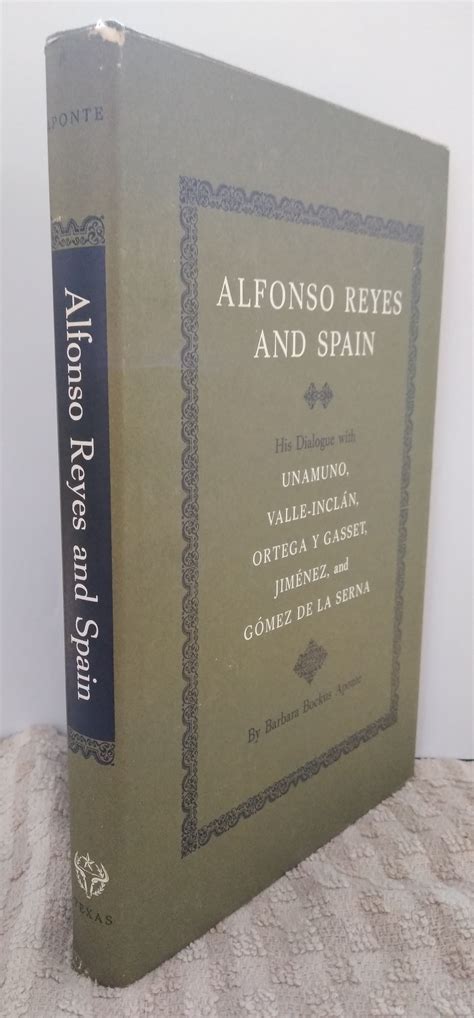 APONTE
Alfonso Reyes and Spain
TEXAS
ALFONSO REYES
AND SPAIN
His Dialogue with
UNAMUNO,
VALLE-INCLÁN,
ORTEGA Y GASSET,
JIMÉNEZ, and
GÓMEZ DE LA SERNA
By Barbara Bockus Aponte